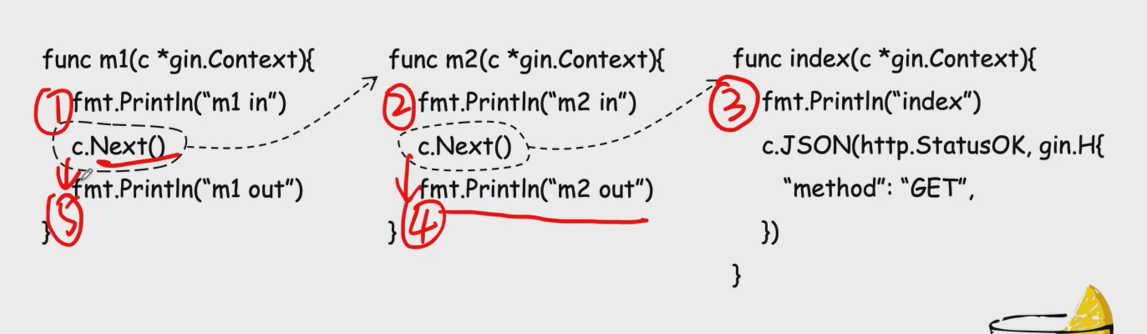 func m1(c *gin.Context){
① fmt.Println("m1 in")
c.Next()
fmt.Println("m1 out")
} ⑤
func m2(c *gin.Context){
② fmt.Println("m2 in")
c.Next()
fmt.Println("m2 out")
} ④
func index(c *gin.Context){
③ fmt.Println("index")
c.JSON(http.StatusOK, gin.H{
"method": "GET",
})
}